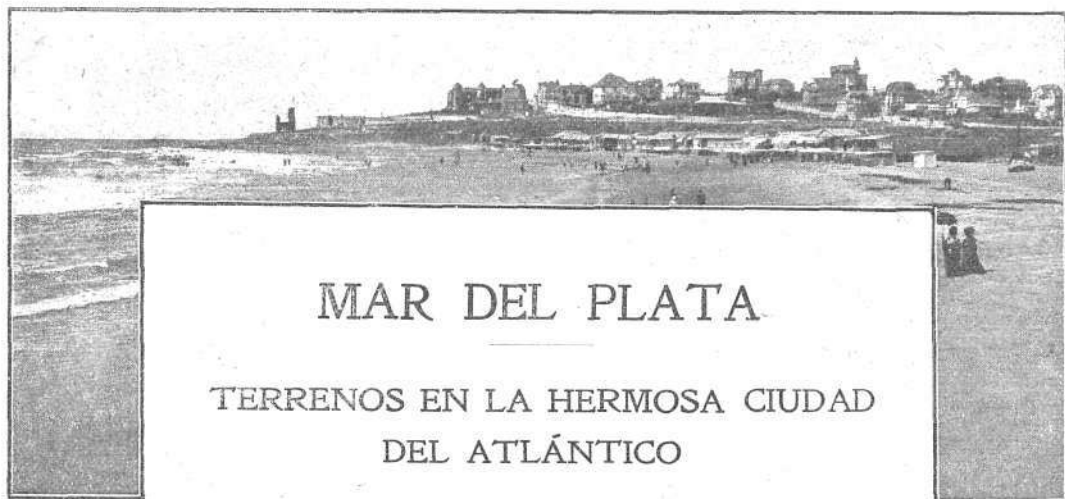 MAR DEL PLATA
TERRENOS EN LA HERMOSA CIUDAD
DEL ATLÁNTICO